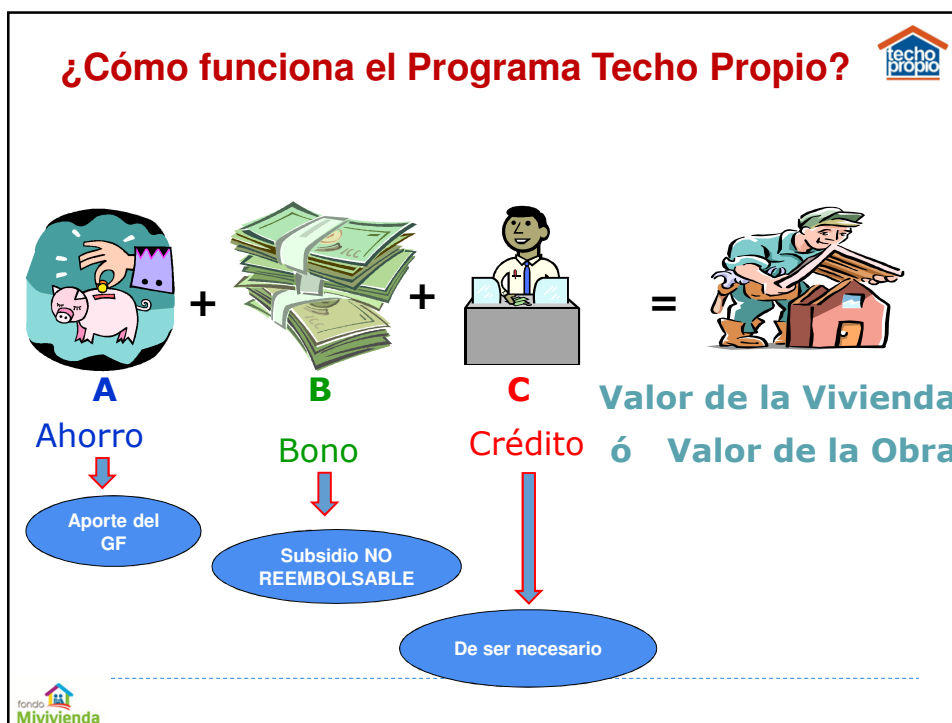 ¿Cómo funciona el Programa Techo Propio?
techo
propio
+
+
=
A
B
C
Valor de la Vivienda
Ahorro
Bono
Crédito
ó Valor de la Obra
Aporte del
GF
Subsidio NO
REEMBOLSABLE
De ser necesario
fondo
Mivivienda